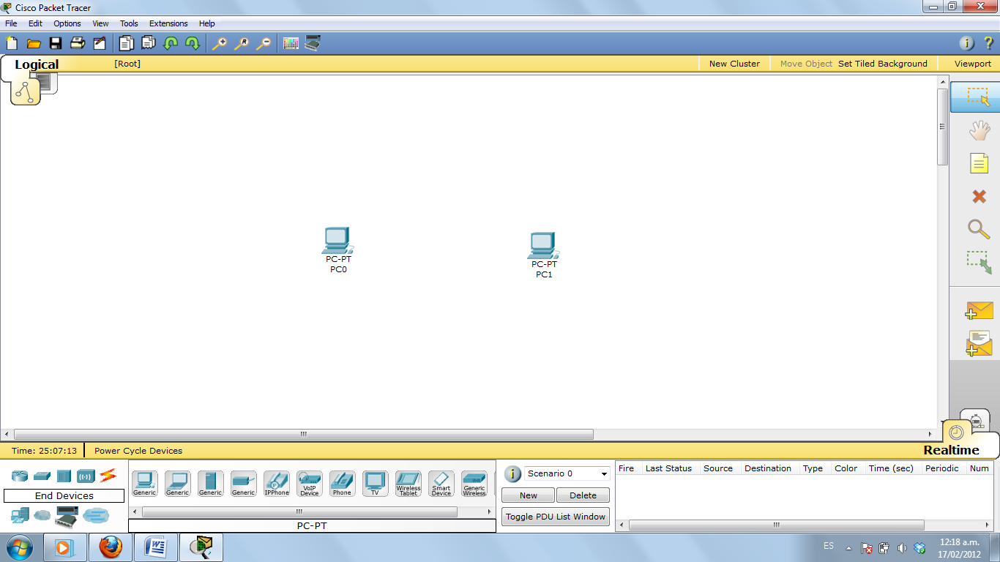 Cisco Packet Tracer
File Edit Options View Tools Extensions Help
Logical [Root] New Cluster Move Object Set Tiled Background Viewport
PC-PT
PC0
PC-PT
PC1
Time: 25:07:13 Power Cycle Devices Realtime
End Devices
Generic Generic Generic Generic IPPhone VoIP Device Phone TV Wireless Tablet Smart Device Generic Wireless
PC-PT
Scenario 0
New Delete
Toggle PDU List Window
Fire Last Status Source Destination Type Color Time (sec) Periodic Num
ES 12:18 a.m.
17/02/2012